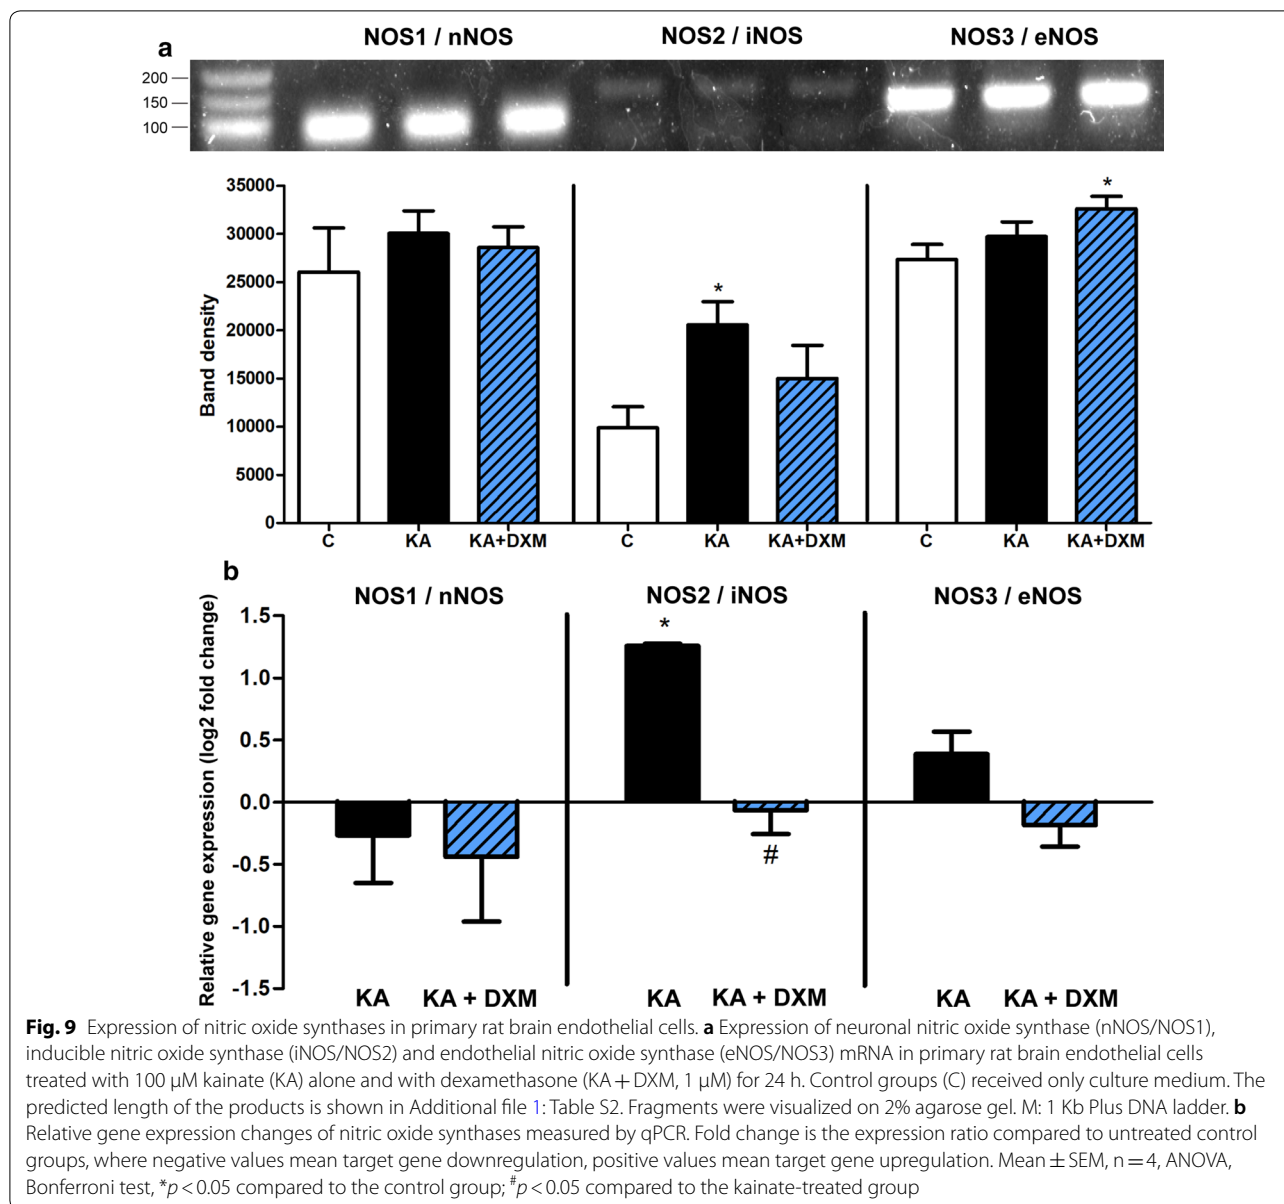 a
NOS1 / nNOS NOS2 / iNOS NOS3 / eNOS
200
150
100
35000
30000
25000
20000
15000
10000
5000
0
Band density
*
*
C KA KA+DXM C KA KA+DXM C KA KA+DXM
b
NOS1 / nNOS NOS2 / iNOS NOS3 / eNOS
Relative gene expression (log2 fold change)
1.5
1.0
0.5
0.0
-0.5
-1.0
-1.5
*
#
KA KA + DXM KA KA + DXM KA KA + DXM
Fig. 9 Expression of nitric oxide synthases in primary rat brain endothelial cells. a Expression of neuronal nitric oxide synthase (nNOS/NOS1),
inducible nitric oxide synthase (iNOS/NOS2) and endothelial nitric oxide synthase (eNOS/NOS3) mRNA in primary rat brain endothelial cells
treated with 100 µM kainate (KA) alone and with dexamethasone (KA + DXM, 1 µM) for 24 h. Control groups (C) received only culture medium. The
predicted length of the products is shown in Additional file 1: Table S2. Fragments were visualized on 2% agarose gel. M: 1 Kb Plus DNA ladder. b
Relative gene expression changes of nitric oxide synthases measured by qPCR. Fold change is the expression ratio compared to untreated control
groups, where negative values mean target gene downregulation, positive values mean target gene upregulation. Mean ± SEM, n = 4, ANOVA,
Bonferroni test, *p < 0.05 compared to the control group; #p < 0.05 compared to the kainate-treated group